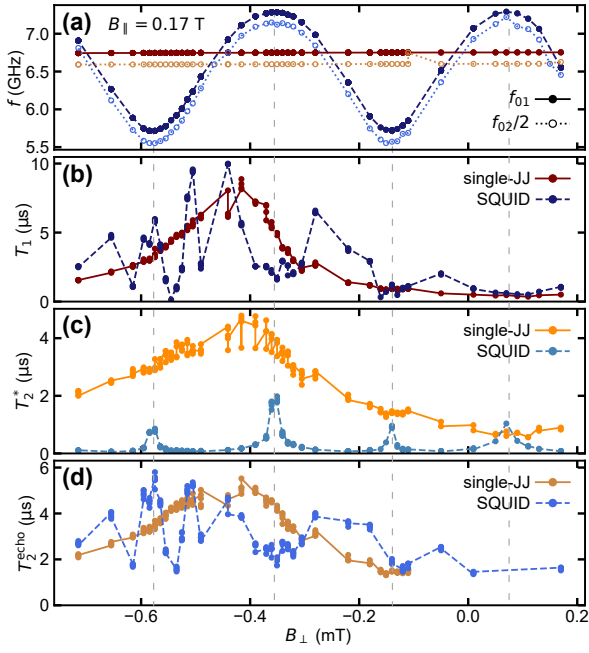 (a) B∥ = 0.17 T
f (GHz)
7.0
6.5
6.0
5.5
f01
f02/2
(b)
T1 (µs)
10
5
0
single-JJ
SQUID
(c)
T2* (µs)
4
2
0
single-JJ
SQUID
(d)
T2echo (µs)
6
4
2
0
single-JJ
SQUID
−0.6 −0.4 −0.2 0.0 0.2
B⊥ (mT)